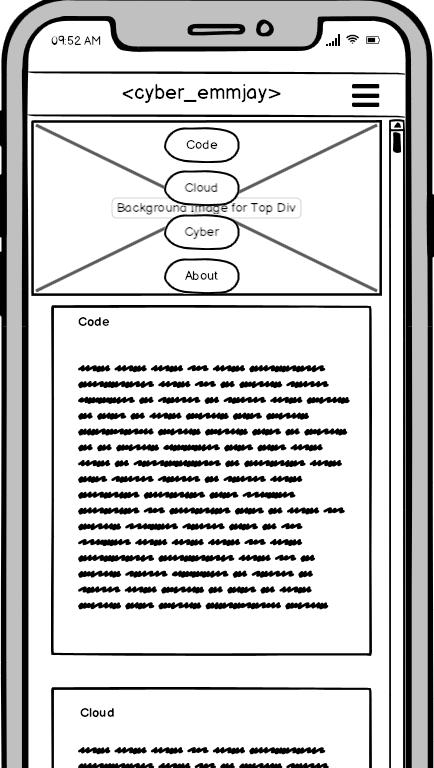 09:52 AM
<cyber_emmjay>
Code
Cloud
Background Image for Top Div
Cyber
About
Code
Cloud